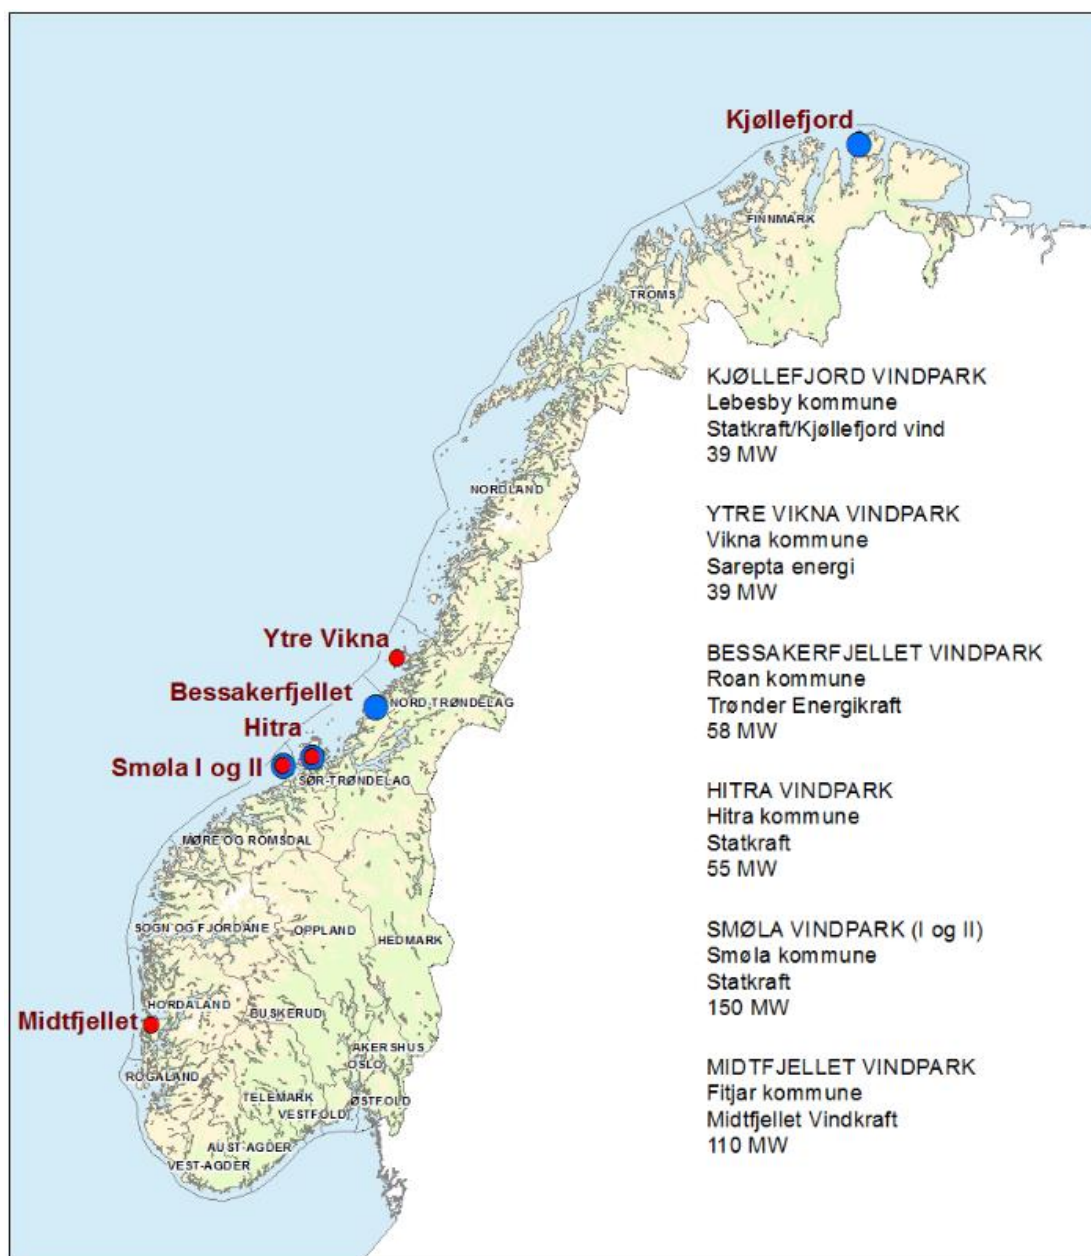 Kjøllefjord
FINNMARK
TROMS
KJØLLEFJORD VINDPARK
Lebesby kommune
Statkraft/Kjøllefjord vind
39 MW
NORDLAND
YTRE VIKNA VINDPARK
Vikna kommune
Sarepta energi
39 MW
Ytre Vikna
Bessakerfjellet
NORD-TRØNDELAG
BESSAKERFJELLET VINDPARK
Roan kommune
Trønder Energikraft
58 MW
Hitra
Smøla I og II
SØR-TRØNDELAG
HITRA VINDPARK
Hitra kommune
Statkraft
55 MW
MØRE OG ROMSDAL
SOGN OG FJORDANE
OPPLAND
HEDMARK
SMØLA VINDPARK (I og II)
Smøla kommune
Statkraft
150 MW
HORDALAND
Midtfjellet
BUSKERUD
AKERSHUS
OSLO
ROGALAND
TELEMARK
VESTFOLD
ØSTFOLD
AUST-AGDER
VEST-AGDER
MIDTFJELLET VINDPARK
Fitjar kommune
Midtfjellet Vindkraft
110 MW